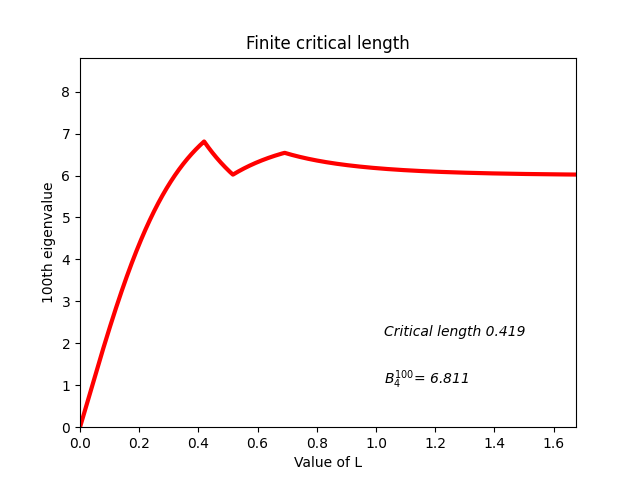 Finite critical length
100th eigenvalue
8
7
6
5
4
3
2
1
0
Critical length 0.419
$B_4^{100}$= 6.811
0.0 0.2 0.4 0.6 0.8 1.0 1.2 1.4 1.6
Value of L